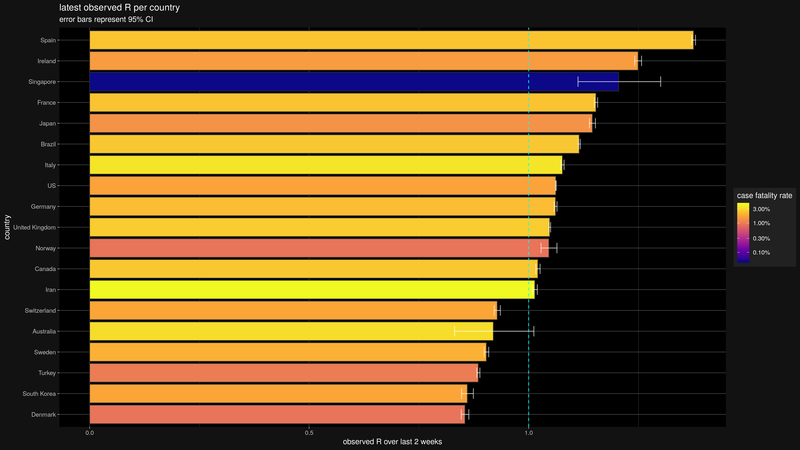 latest observed R per country
error bars represent 95% CI
country
Spain
Ireland
Singapore
France
Japan
Brazil
Italy
US
Germany
United Kingdom
Norway
Canada
Iran
Switzerland
Australia
Sweden
Turkey
South Korea
Denmark
0.0
0.5
1.0
observed R over last 2 weeks
case fatality rate
3.00%
1.00%
0.30%
0.10%